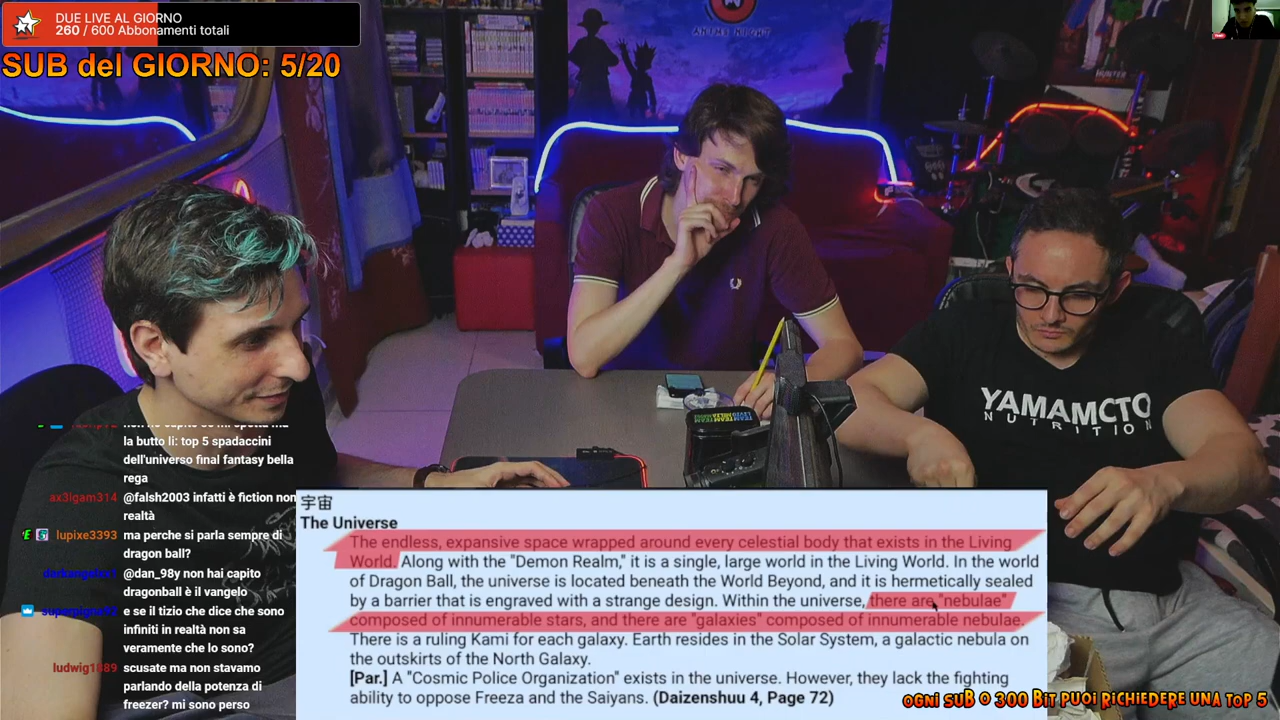 DUE LIVE AL GIORNO
260 / 600 Abbonamenti totali
SUB del GIORNO: 5/20
ANIME NIGHT
HUNTER
YAMAMOTO
NUTRITION
la butto li: top 5 spadaccini
dell'universo final fantasy bella
rega
ax3lgam314 @falsh2003 infatti è fiction non
realtà
lupixe3393 ma perche si parla sempre di
dragon ball?
@dan_98y non hai capito
dragonball è il vangelo
e se il tizio che dice che sono
infiniti in realtà non sa
veramente che lo sono?
ludwig1889 scusate ma non stavamo
parlando della potenza di
freezer? mi sono perso
宇宙
The Universe
The endless, expansive space wrapped around every celestial body that exists in the Living
World. Along with the "Demon Realm," it is a single, large world in the Living World. In the world
of Dragon Ball, the universe is located beneath the World Beyond, and it is hermetically sealed
by a barrier that is engraved with a strange design. Within the universe, there are "nebulae"
composed of innumerable stars, and there are "galaxies" composed of innumerable nebulae.
There is a ruling Kami for each galaxy. Earth resides in the Solar System, a galactic nebula on
the outskirts of the North Galaxy.
[Par.] A "Cosmic Police Organization" exists in the universe. However, they lack the fighting
ability to oppose Freeza and the Saiyans. (Daizenshuu 4, Page 72)
OGNI SUB O 300 BIT PUOI RICHIEDERE UNA TOP 5